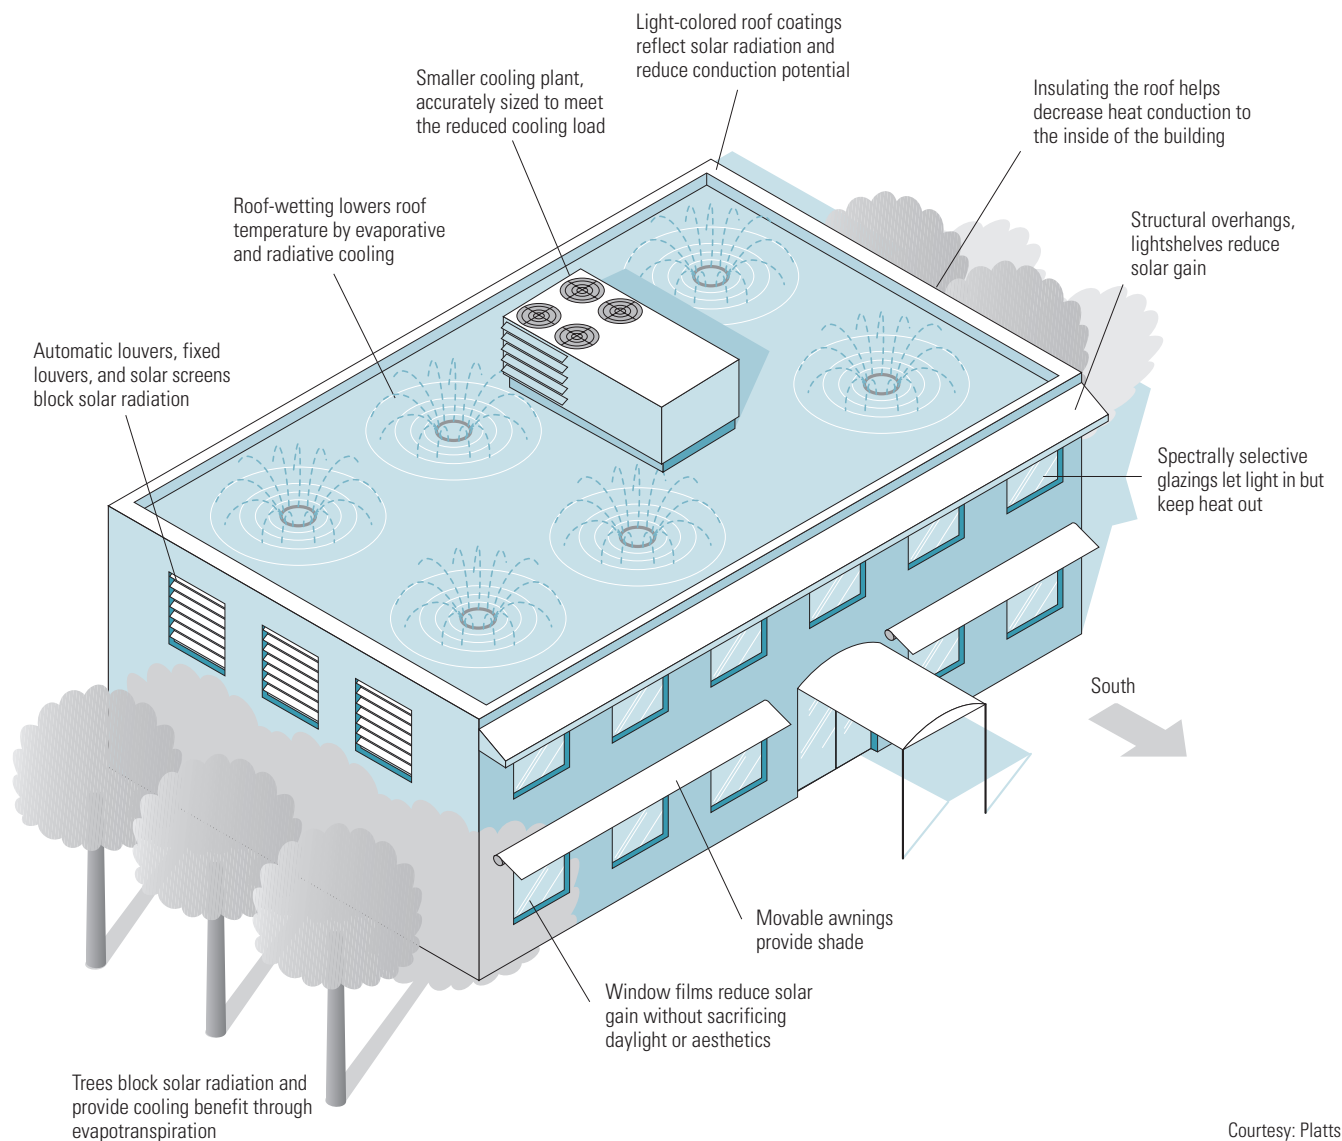 Light-colored roof coatings
reflect solar radiation and
reduce conduction potential
Smaller cooling plant,
accurately sized to meet
the reduced cooling load
Insulating the roof helps
decrease heat conduction to
the inside of the building
Roof-wetting lowers roof
temperature by evaporative
and radiative cooling
Structural overhangs,
lightshelves reduce
solar gain
Automatic louvers, fixed
louvers, and solar screens
block solar radiation
Spectrally selective
glazings let light in but
keep heat out
South
Movable awnings
provide shade
Window films reduce solar
gain without sacrificing
daylight or aesthetics
Trees block solar radiation and
provide cooling benefit through
evapotranspiration
Courtesy: Platts